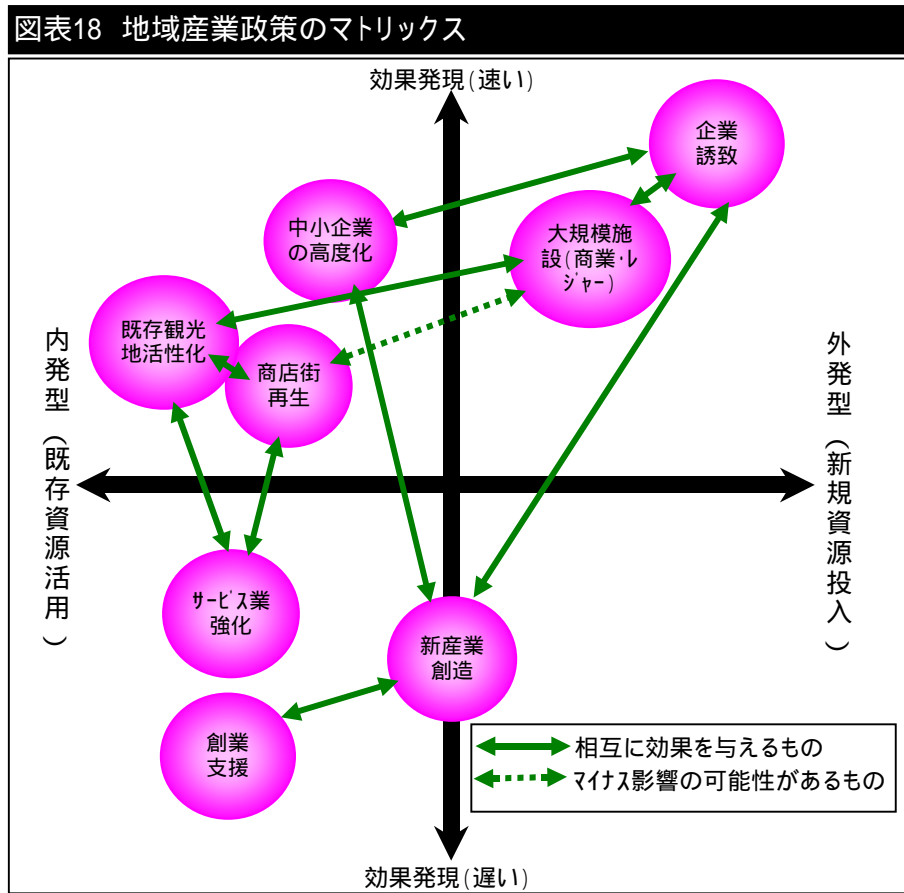 図表18 地域産業政策のマトリックス
効果発現(速い)
企業
誘致
中小企業
の高度化
大規模施
設(商業・レ
ジャー)
既存観光
地活性化
商店街
再生
内発型(既存資源活用)
外発型(新規資源投入)
サービス業
強化
新産業
創造
創業
支援
相互に効果を与えるもの
マイナス影響の可能性があるもの
効果発現(遅い)